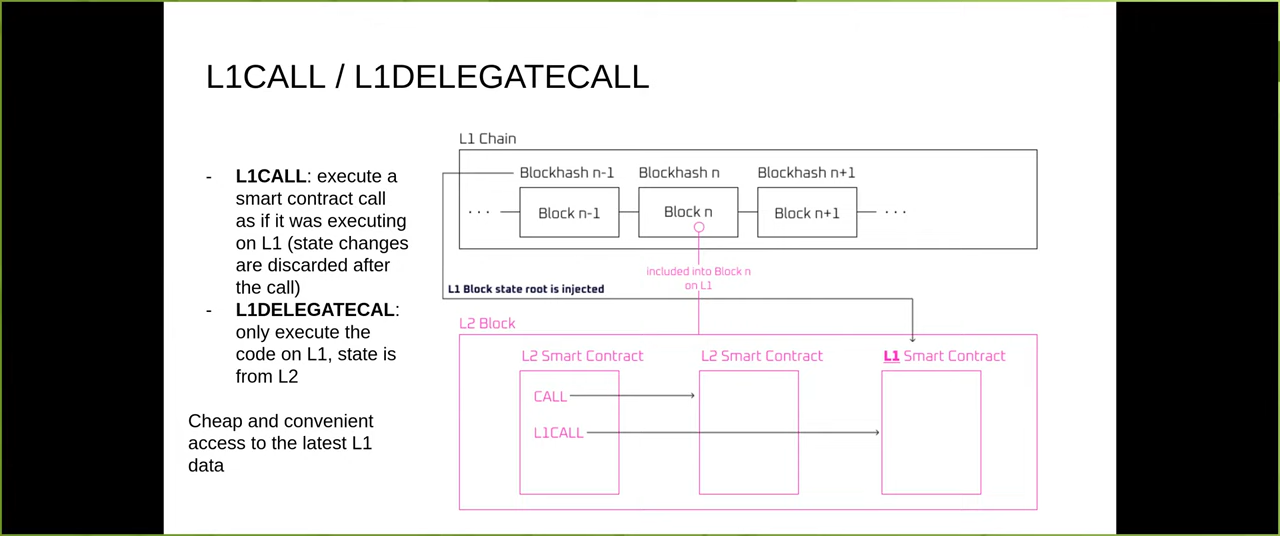 L1CALL / L1DELEGATECALL
- L1CALL: execute a
smart contract call
as if it was executing
on L1 (state changes
are discarded after
the call)
- L1DELEGATECAL:
only execute the
code on L1, state is
from L2
Cheap and convenient
access to the latest L1
data
L1 Chain
Blockhash n-1 Blockhash n Blockhash n+1
... Block n-1 Block n Block n+1 ...
included into Block n
on L1
L1 Block state root is injected
L2 Block
L2 Smart Contract L2 Smart Contract L1 Smart Contract
CALL
L1CALL